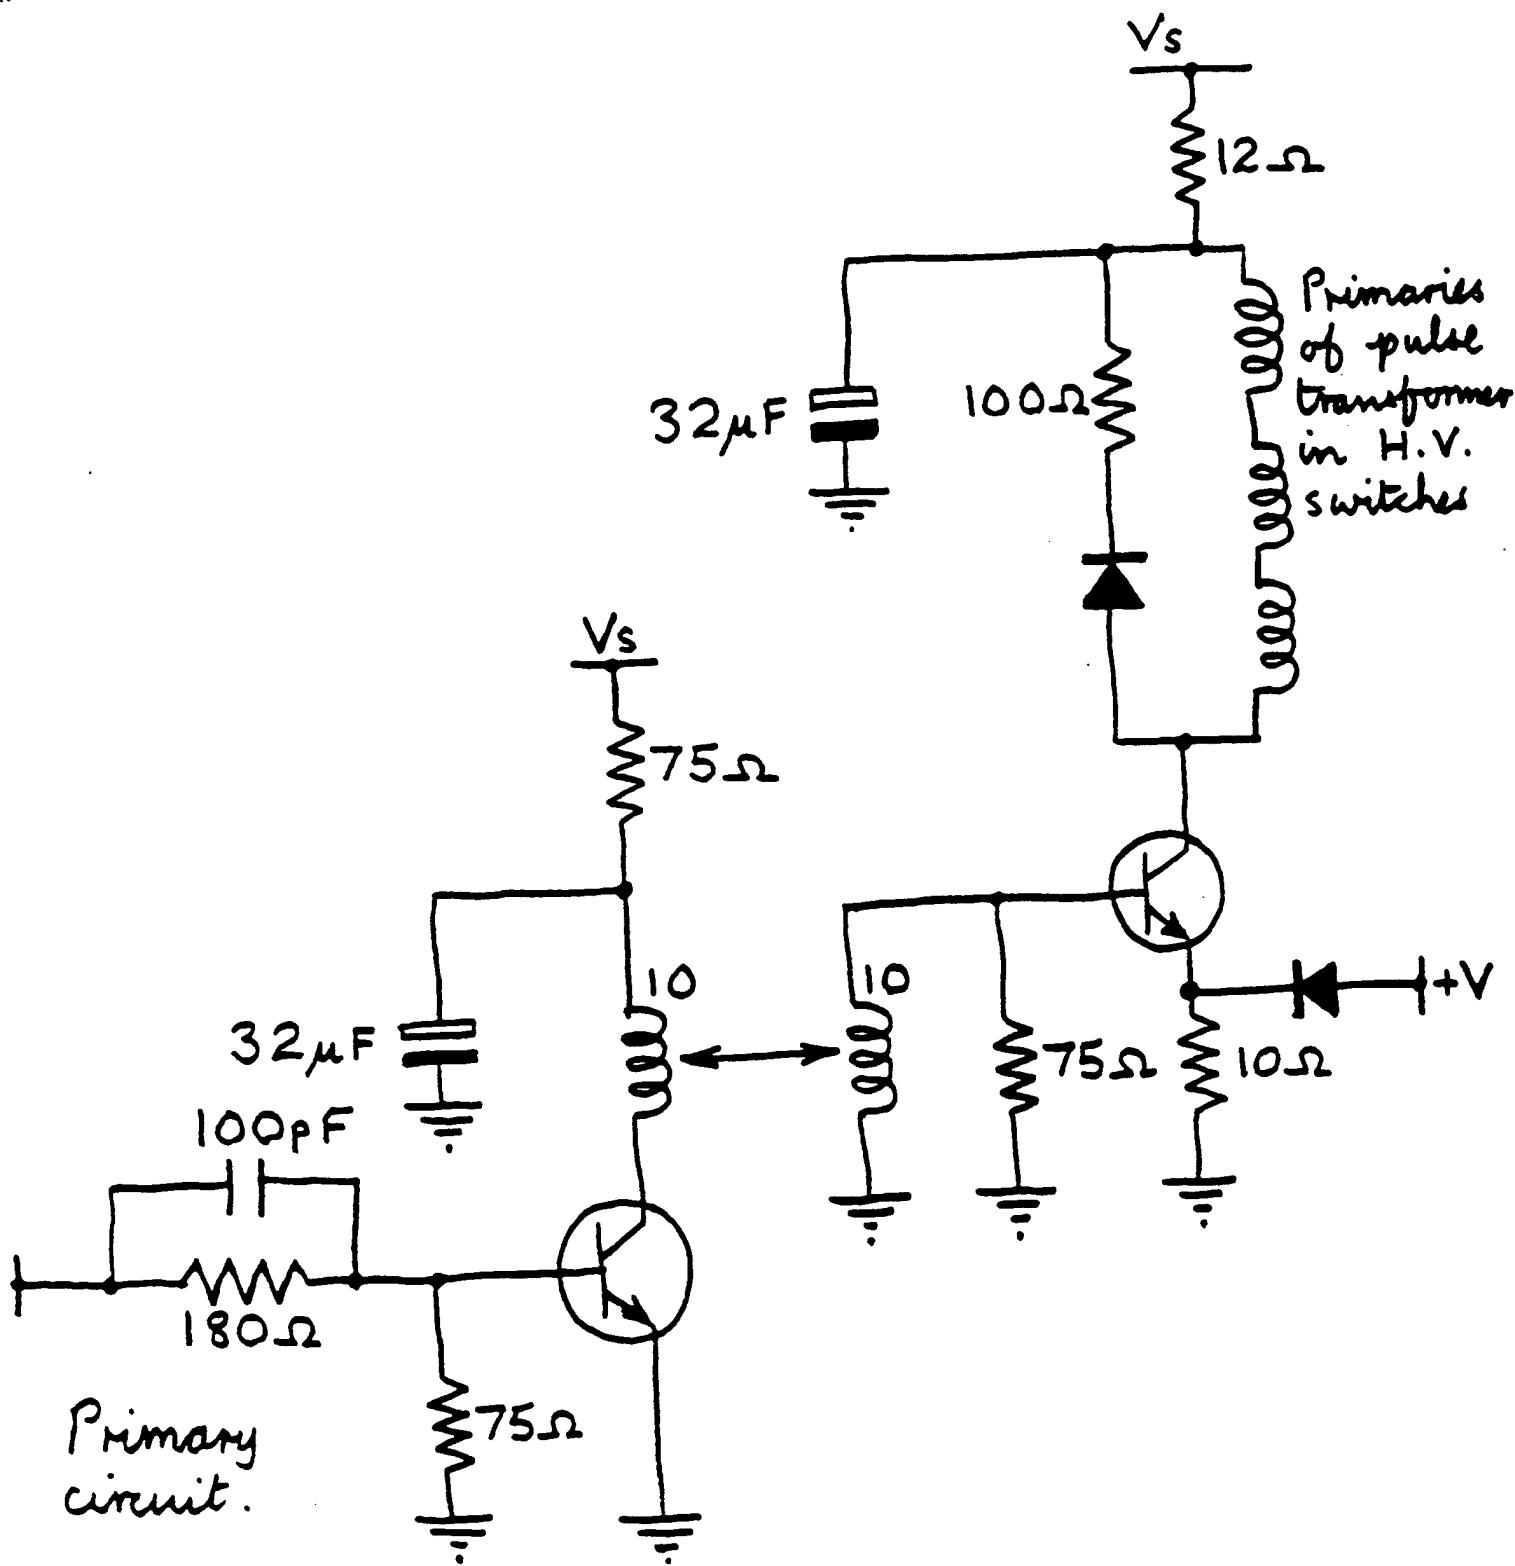 Vs
12Ω
Primaries
of pulse
transformer
in H.V.
switches
100Ω
32μF
Vs
75Ω
10
10
+V
32μF
75Ω
10Ω
100pF
180Ω
75Ω
Primary
circuit.